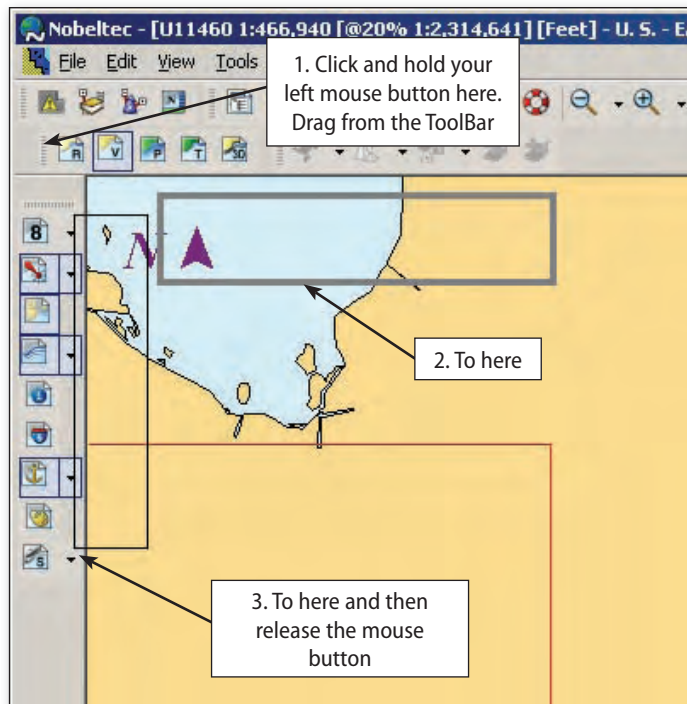 Nobeltec - [U11460 1:466,940 [@20% 1:2,314,641] [Feet] - U. S. - E
File Edit View Tools
1. Click and hold your
left mouse button here.
Drag from the ToolBar
R V P T 3D
8
N
2. To here
S
3. To here and then
release the mouse
button